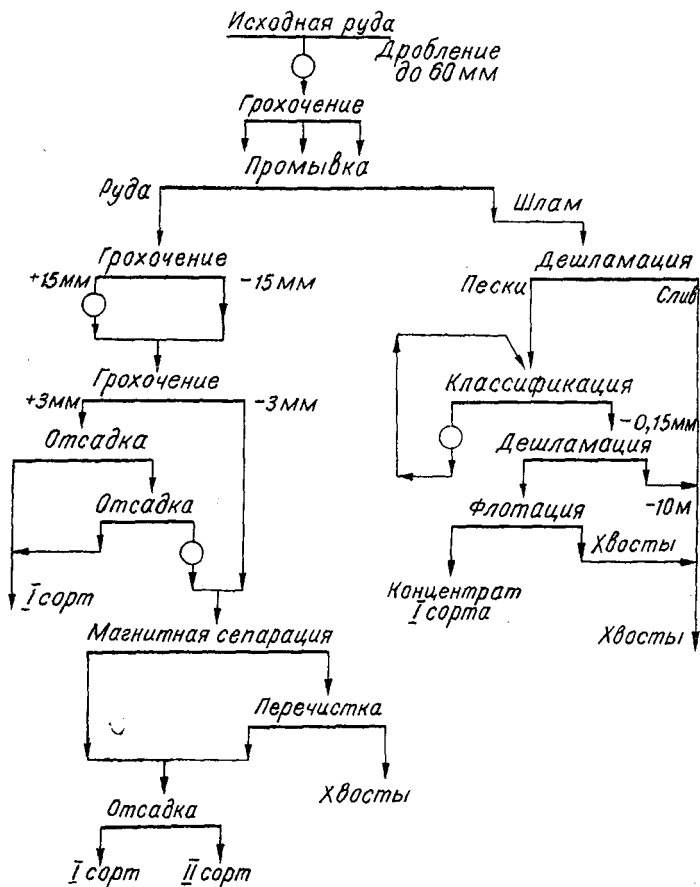 Исходная руда
Дробление
до 60 мм
Грохочение
Промывка
Руда
Шлам
Грохочение
+15мм
-15мм
Дешламация
Пески
Слив
Грохочение
+3мм
-3мм
Классификация
-0,15мм
Отсадка
Дешламация
Отсадка
Флотация
-10м
Хвосты
I сорт
Концентрат
I сорта
Магнитная сепарация
Хвосты
Перечистка
Хвосты
Отсадка
I сорт
II сорт